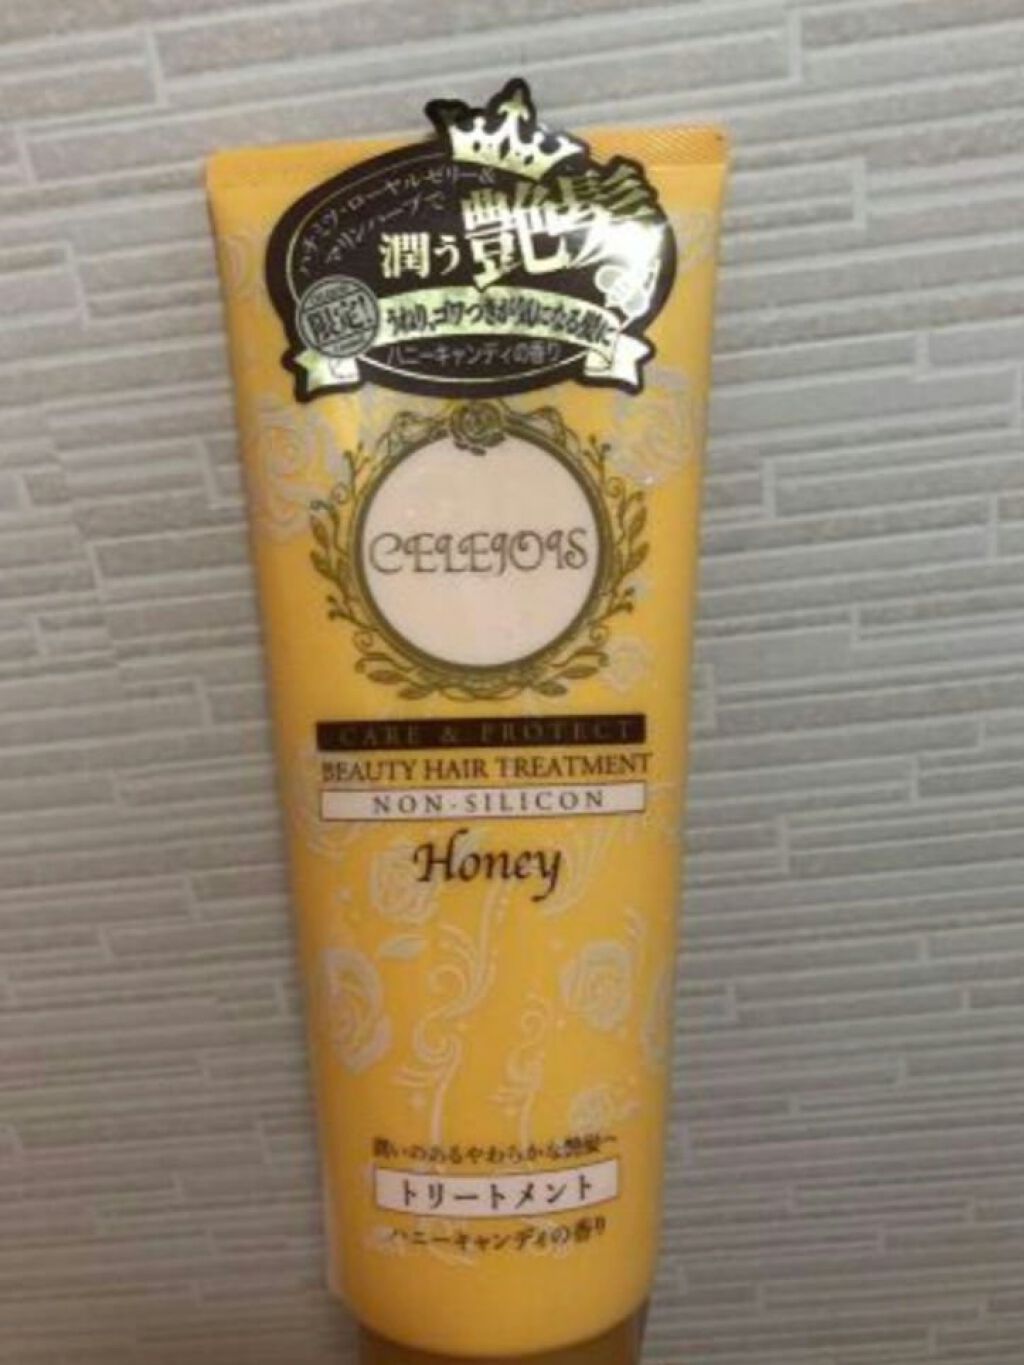 ハチミツ・ローヤルゼリー&
マリンハーブで
潤う艶髪
限定!
うねり、ゴワつきが気になる髪に
ハニーキャンディの香り
CELEJOIS
CARE & PROTECT
BEAUTY HAIR TREATMENT
NON-SILICON
Honey
潤いのあるやわらかな艶髪へ
トリートメント
ハニーキャンディの香り